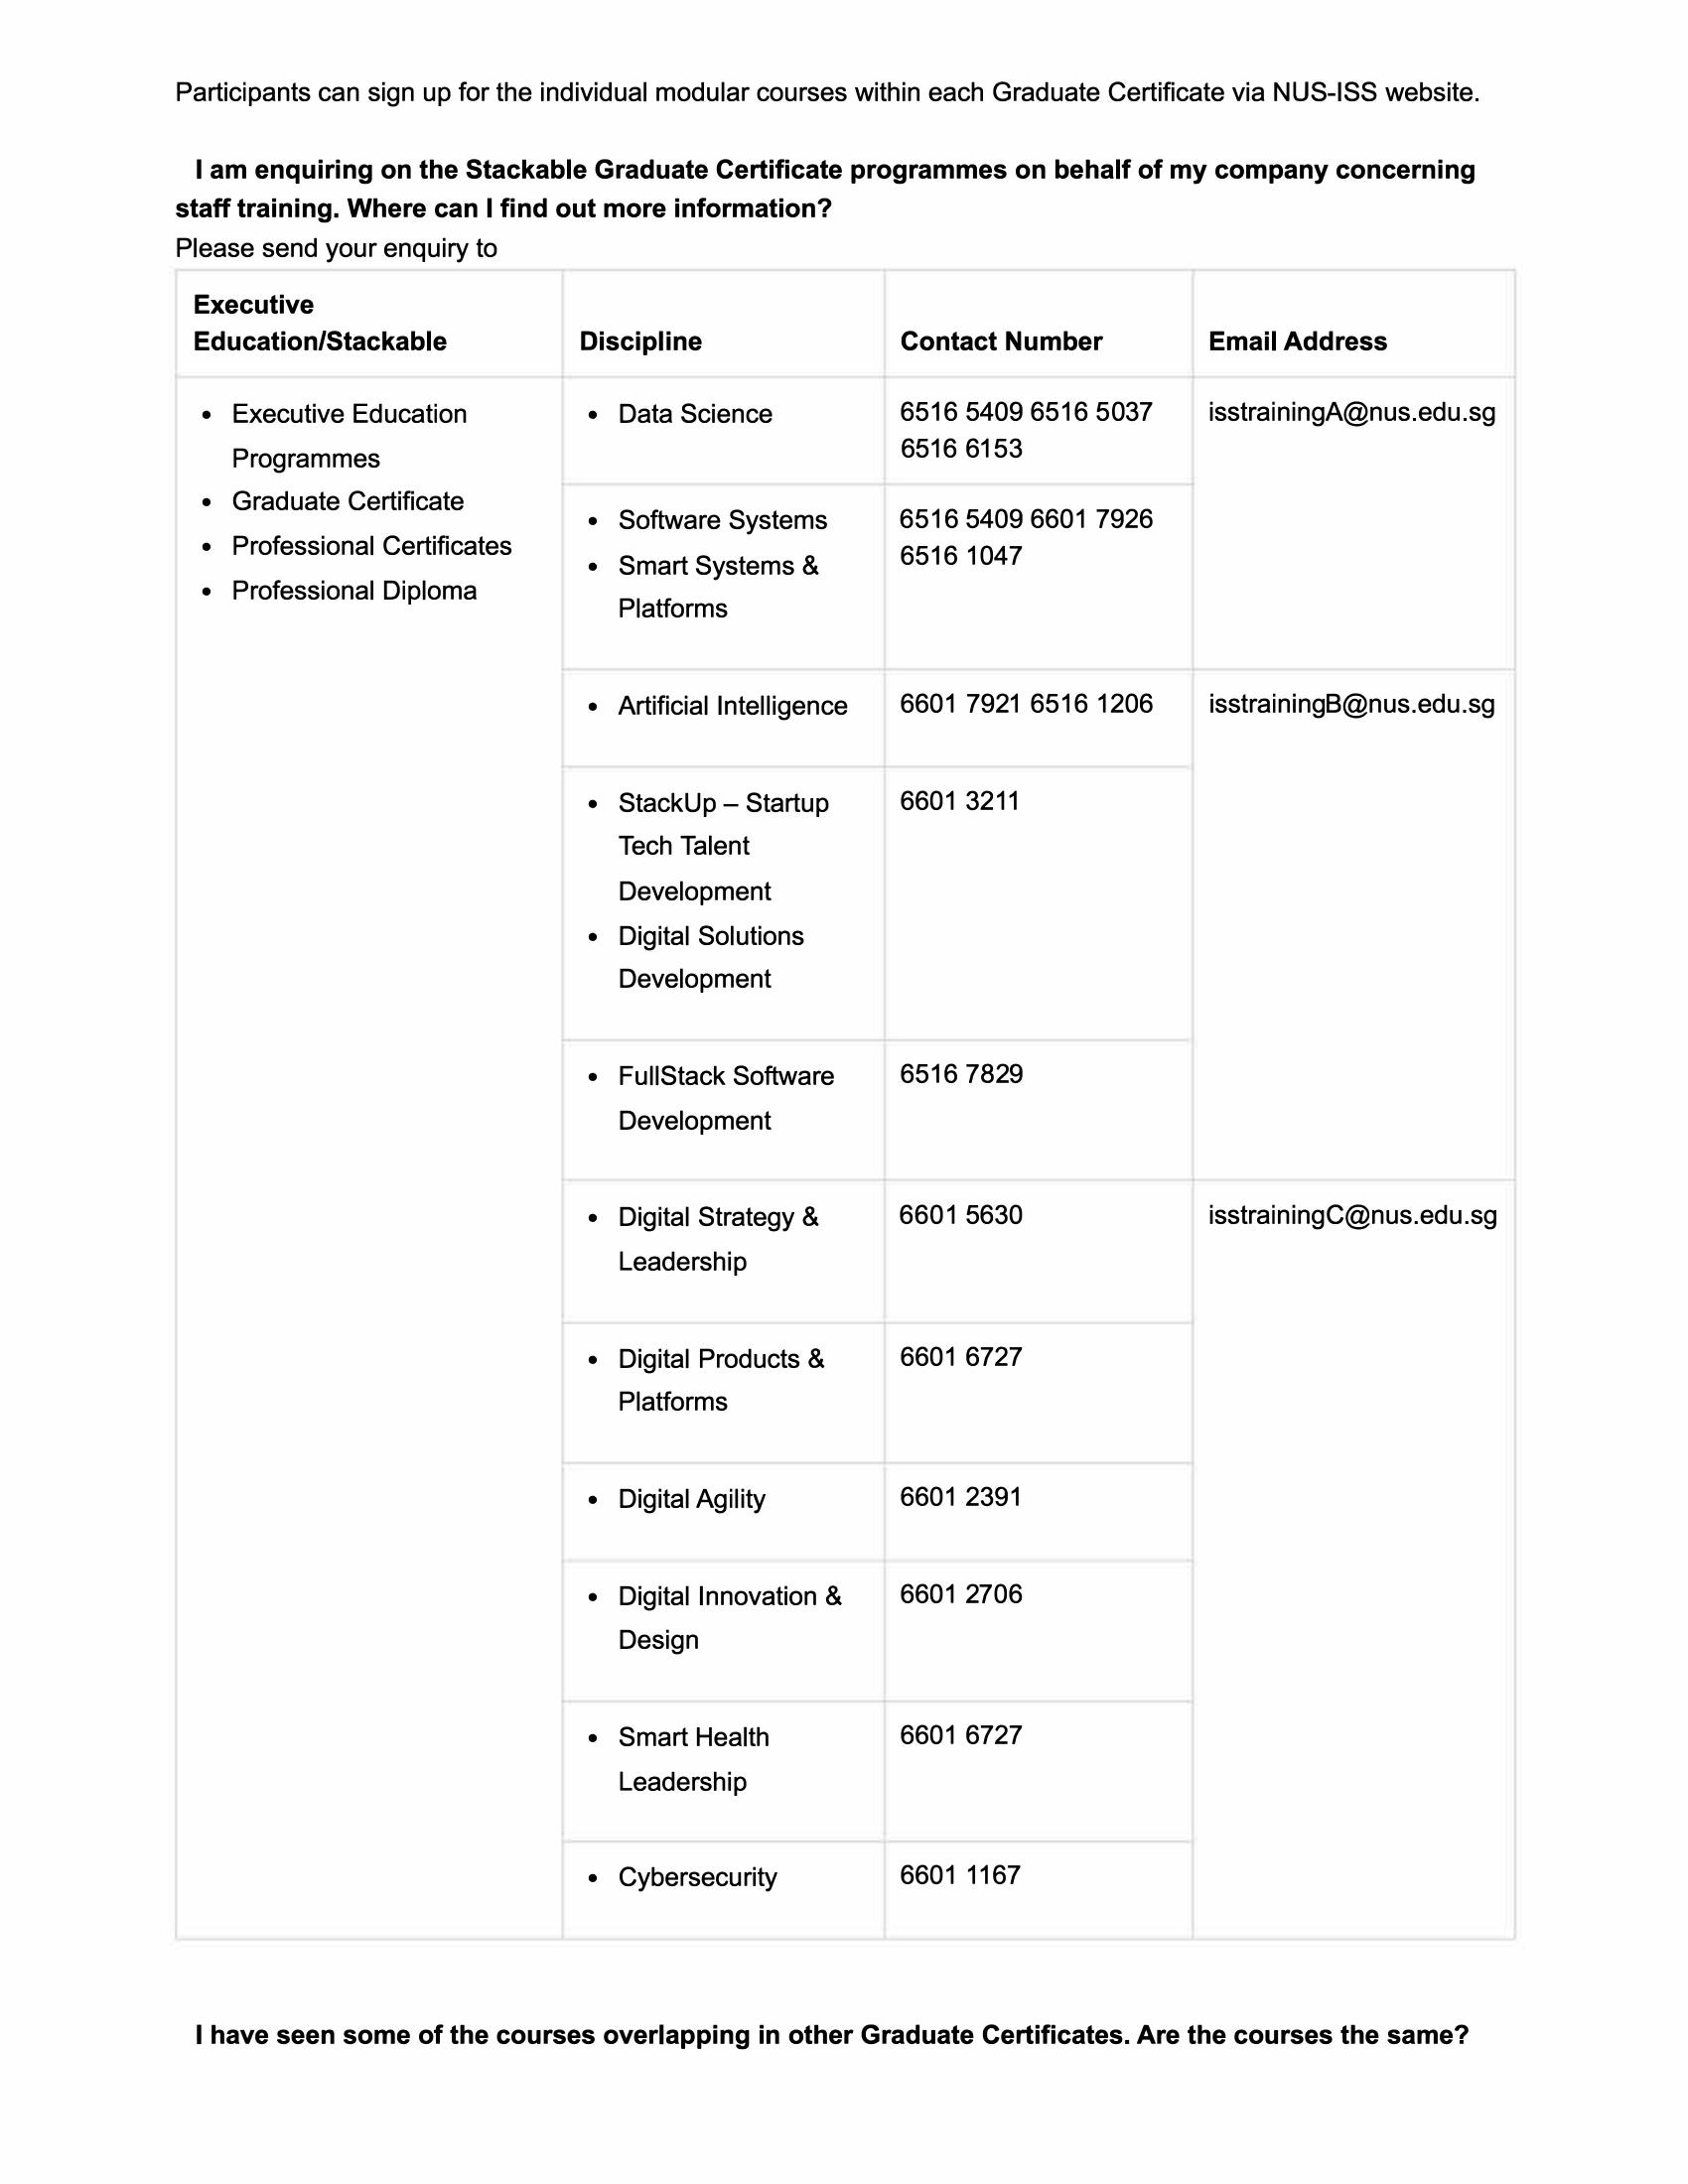 Participants can sign up for the individual modular courses within each Graduate Certificate via NUS-ISS website.
I am enquiring on the Stackable Graduate Certificate programmes on behalf of my company concerning
staff training. Where can I find out more information?
Please send your enquiry to
Executive
Education/Stackable
Discipline
Contact Number
Email Address
• Executive Education
Programmes
• Graduate Certificate
• Professional Certificates
• Professional Diploma
• Data Science
6516 5409 6516 5037
6516 6153
isstrainingA@nus.edu.sg
• Software Systems
• Smart Systems &
Platforms
6516 5409 6601 7926
6516 1047
• Artificial Intelligence
6601 7921 6516 1206
isstrainingB@nus.edu.sg
• StackUp – Startup
Tech Talent
Development
• Digital Solutions
Development
6601 3211
• FullStack Software
Development
6516 7829
• Digital Strategy &
Leadership
6601 5630
isstrainingC@nus.edu.sg
• Digital Products &
Platforms
6601 6727
• Digital Agility
6601 2391
• Digital Innovation &
Design
6601 2706
• Smart Health
Leadership
6601 6727
• Cybersecurity
6601 1167
I have seen some of the courses overlapping in other Graduate Certificates. Are the courses the same?